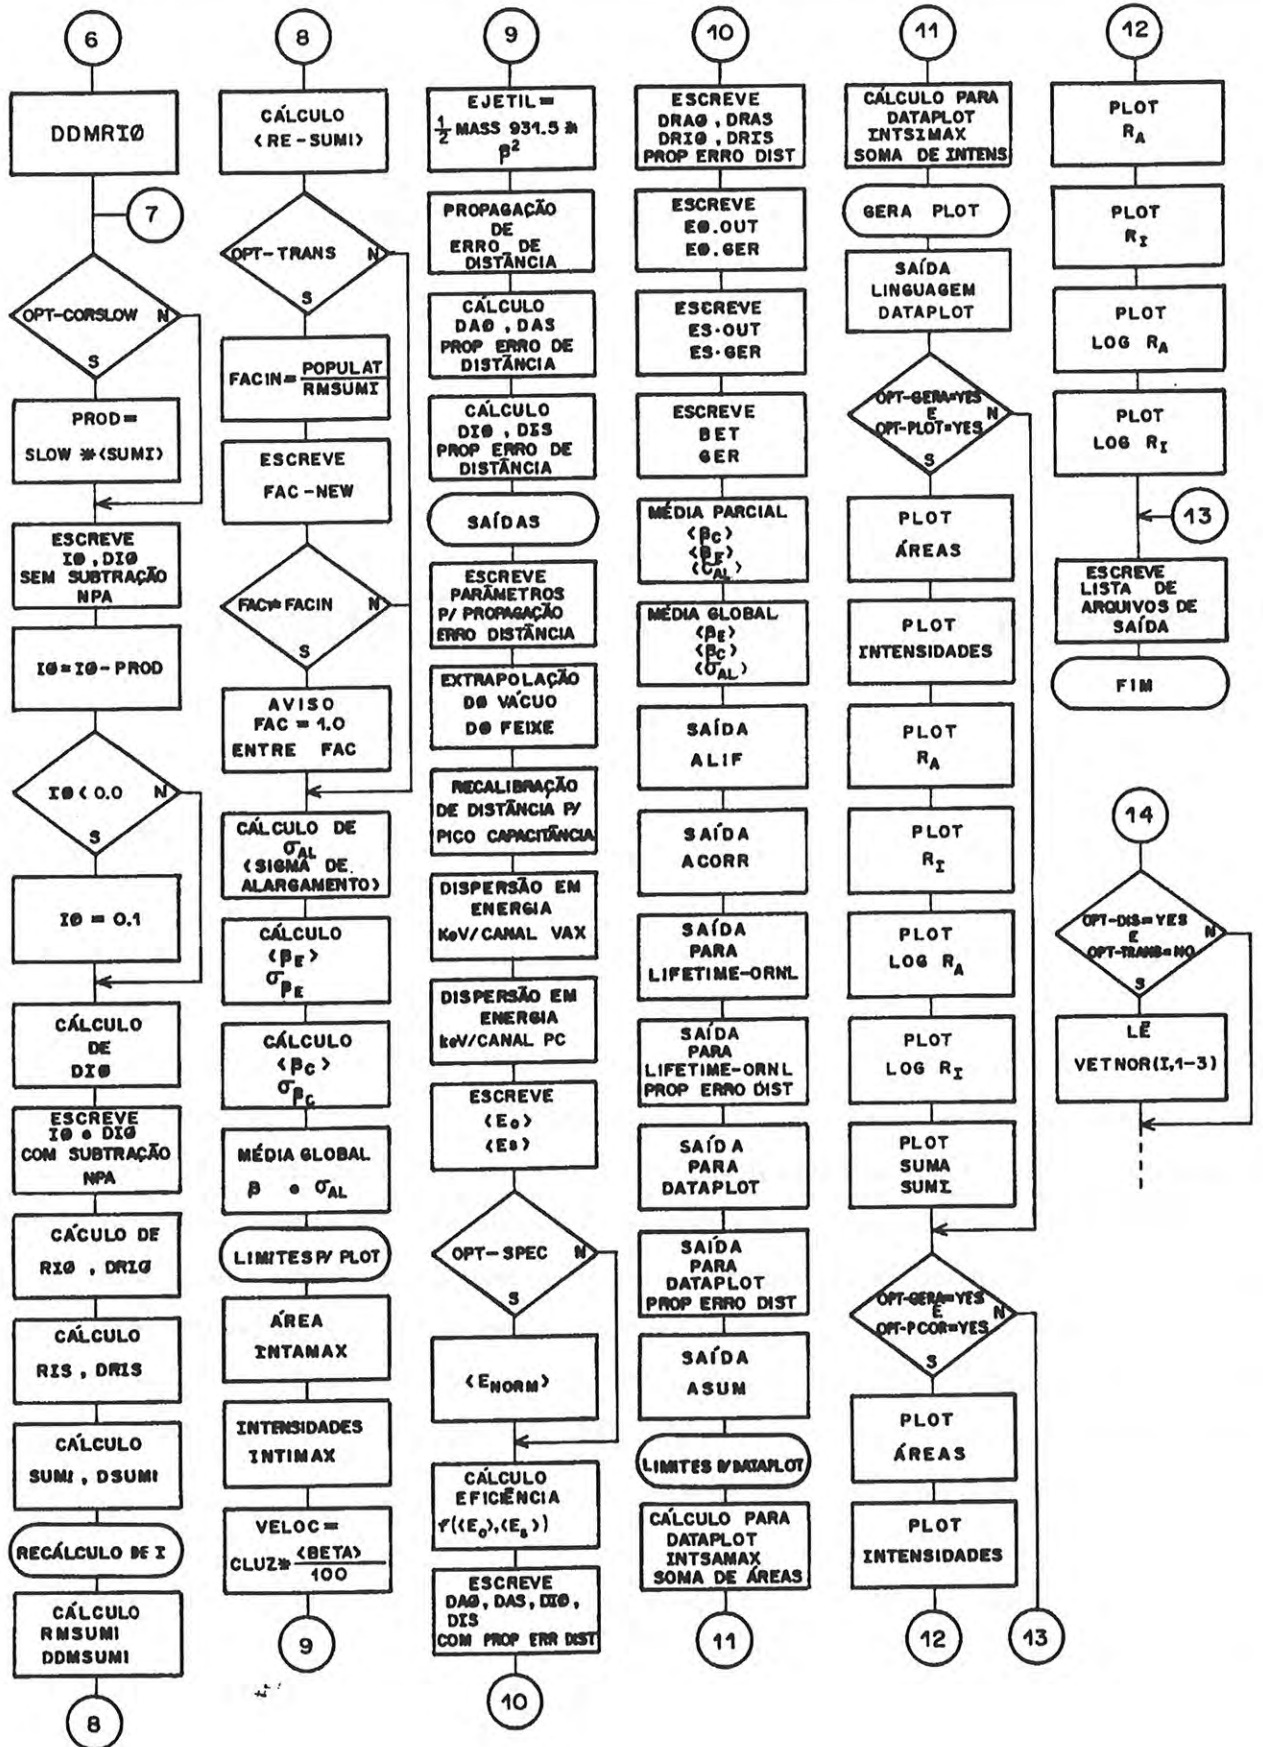 6
DDMRIØ
7
OPT-CORSLOW N
S
PROD=
SLOW *<SUMI>
ESCREVE
IØ, DIØ
SEM SUBTRAÇÃO
NPA
IØ=IØ-PROD
IØ < 0.0 N
S
IØ = 0.1
CÁLCULO
DE
DIØ
ESCREVE
IØ e DIØ
COM SUBTRAÇÃO
NPA
CÁCULO DE
RIØ , DRIØ
CÁLCULO
RIS , DRIS
CÁLCULO
SUMI , DSUMI
RECÁLCULO DE I
CÁLCULO
RMSUMI
DDMSUMI
8
8
CÁLCULO
<RE-SUMI>
OPT-TRANS N
S
FACIN= POPULAT
RMSUMI
ESCREVE
FAC-NEW
FAC≠FACIN N
S
AVISO
FAC = 1.0
ENTRE FAC
CÁLCULO DE
σAL
<SIGMA DE
ALARGAMENTO>
CÁLCULO
<βE>
σβE
CÁLCULO
<βC>
σβC
MÉDIA GLOBAL
β e σAL
LIMITES P/ PLOT
ÁREA
INTAMAX
INTENSIDADES
INTIMAX
VELOC=
CLUZ* <BETA>
100
9
9
EJETIL=
1/2 MASS 931.5 *
β²
PROPAGAÇÃO
DE
ERRO DE
DISTÂNCIA
CÁLCULO
DAØ , DAS
PROP ERRO DE
DISTÂNCIA
CÁLCULO
DIØ , DIS
PROP ERRO DE
DISTÂNCIA
SAÍDAS
ESCREVE
PARÂMETROS
P/ PROPAGAÇÃO
ERRO DISTÂNCIA
EXTRAPOLAÇÃO
DØ VÁCUO
DØ FEIXE
RECALIBRAÇÃO
DE DISTÂNCIA P/
PICO CAPACITÂNCIA
DISPERSÃO EM
ENERGIA
KeV/CANAL VAX
DISPERSÃO EM
ENERGIA
keV/CANAL PC
ESCREVE
<Eo>
<Es>
OPT-SPEC N
S
<ENORM>
CÁLCULO
EFICIÊNCIA
f(<Eo>,<Es>)
ESCREVE
DAØ, DAS, DIØ,
DIS
COM PROP ERR DIST
10
10
ESCREVE
DRAØ , DRAS
DRIØ , DRIS
PROP ERRO DIST
ESCREVE
EØ.OUT
EØ.GER
ESCREVE
ES.OUT
ES.GER
ESCREVE
BET
GER
MÉDIA PARCIAL
<βC>
<βE>
<σAL>
MÉDIA GLOBAL
<βE>
<βC>
<σAL>
SAÍDA
ALIF
SAÍDA
ACORR
SAÍDA
PARA
LIFETIME-ORNL
SAÍDA
PARA
LIFETIME-ORNL
PROP ERRO DIST
SAÍDA
PARA
DATAPLOT
SAÍDA
PARA
DATAPLOT
PROP ERRO DIST
SAÍDA
ASUM
LIMITES P/DATAPLOT
CÁLCULO PARA
DATAPLOT
INTSAMAX
SOMA DE ÁREAS
11
11
CÁLCULO PARA
DATAPLOT
INTSIMAX
SOMA DE INTENS
GERA PLOT
SAÍDA
LINGUAGEM
DATAPLOT
OPT-GERA=YES
E N
OPT-PLOT=YES
S
PLOT
ÁREAS
PLOT
INTENSIDADES
PLOT
RA
PLOT
RI
PLOT
LOG RA
PLOT
LOG RI
PLOT
SUMA
SUMI
OPT-GERA=YES
E N
OPT-PCOR=YES
S
PLOT
ÁREAS
PLOT
INTENSIDADES
12
13
12
PLOT
RA
PLOT
RI
PLOT
LOG RA
PLOT
LOG RI
13
ESCREVE
LISTA DE
ARQUIVOS DE
SAÍDA
FIM
14
OPT-DIS=YES
E N
OPT-TRANS=NO
S
LÊ
VETNOR(I,1-3)